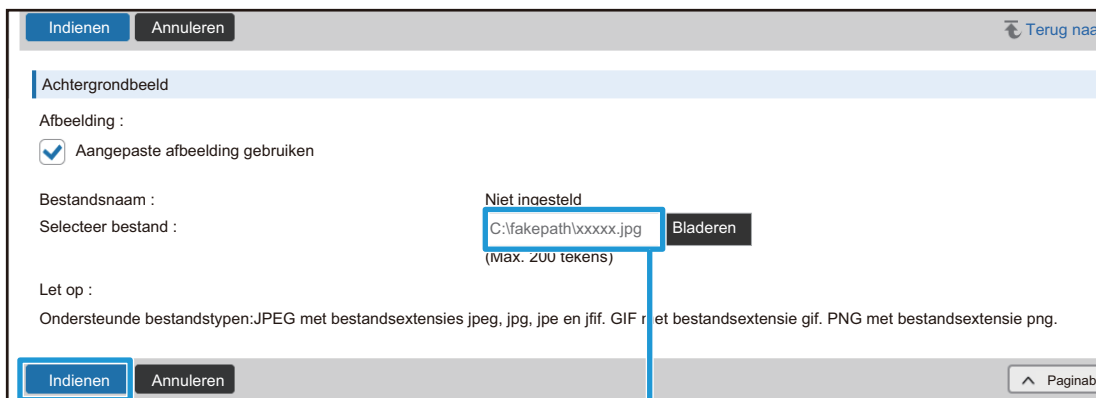 Indienen Annuleren Terug naa
Achtergrondbeeld
Afbeelding :
Aangepaste afbeelding gebruiken
Bestandsnaam : Niet ingesteld
Selecteer bestand : C:\fakepath\xxxxx.jpg Bladeren
(Max. 200 tekens)
Let op :
Ondersteunde bestandstypen:JPEG met bestandsextensies jpeg, jpg, jpe en jfif. GIF met bestandsextensie gif. PNG met bestandsextensie png.
Indienen Annuleren Paginab